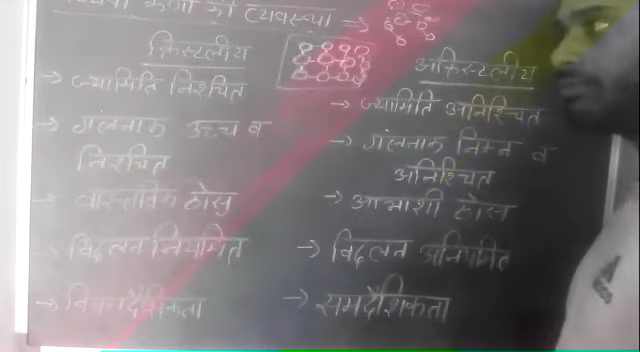 कणों की व्यवस्था =>
क्रिस्टलीय
अक्रिस्टलीय
→ ज्यामिति निश्चित
→ ज्यामिति अनिश्चित
→ गलनांक उच्च व
निश्चित
→ गलनांक निम्न व
अनिश्चित
→ वास्तविक ठोस
→ आभाशी ठोस
→ विदलन नियमित
→ विदलन अनियमित
→ विषमदैशिकता
→ समदैशिकता